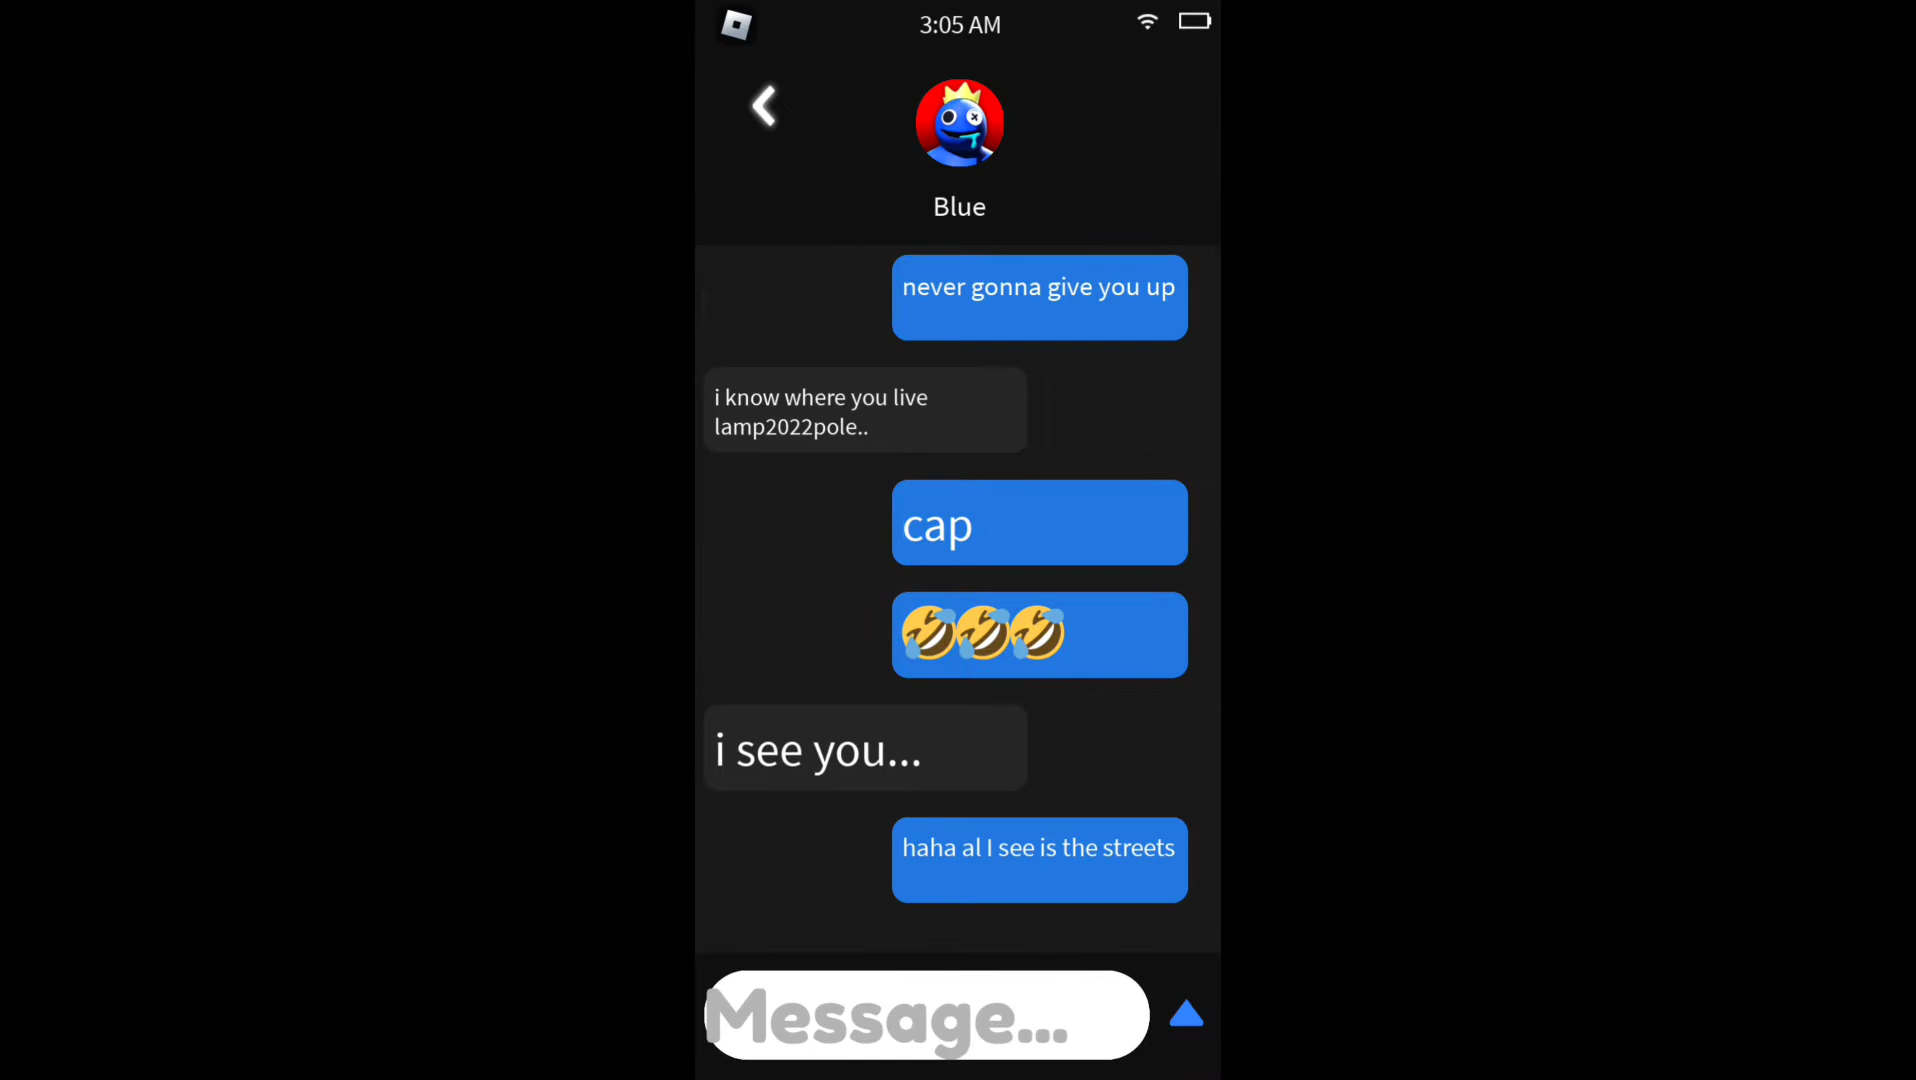 3:05 AM
Blue
never gonna give you up
i know where you live
lamp2022pole..
cap
🤣🤣🤣
i see you...
haha al I see is the streets
Message...